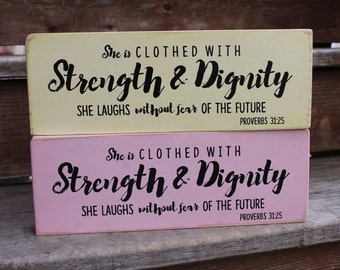 She is CLOTHED WITH
Strength & Dignity
SHE LAUGHS without fear OF THE FUTURE
PROVERBS 31:25
She is CLOTHED WITH
Strength & Dignity
SHE LAUGHS without fear OF THE FUTURE
PROVERBS 31:25